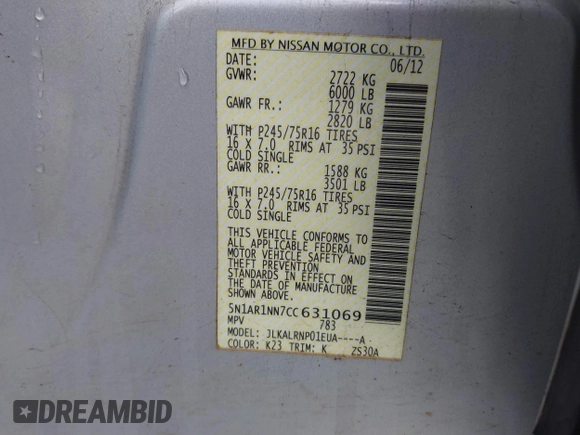 MFD BY NISSAN MOTOR CO., LTD.
DATE: 06/12
GVWR: 2722 KG
6000 LB
GAWR FR.: 1279 KG
2820 LB
WITH P245/75R16 TIRES
16 X 7.0 RIMS AT 35 PSI
COLD SINGLE
GAWR RR.: 1588 KG
3501 LB
WITH P245/75R16 TIRES
16 X 7.0 RIMS AT 35 PSI
COLD SINGLE
THIS VEHICLE CONFORMS TO
ALL APPLICABLE FEDERAL
MOTOR VEHICLE SAFETY AND
THEFT PREVENTION
STANDARDS IN EFFECT ON
THE DATE OF MANUFACTURE
SHOWN ABOVE.
5N1AR1NN7CC631069
MPV 783
MODEL: JLKALRNP01EUA----A
COLOR: K23 TRIM: K ZS30A
DREAMBID